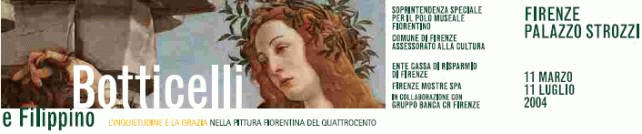 Botticelli
e Filippino
L'INQUIETUDINE E LA GRAZIA NELLA PITTURA FIORENTINA DEL QUATTROCENTO
SOPRINTENDENZA SPECIALE
PER IL POLO MUSEALE
FIORENTINO
COMUNE DI FIRENZE
ASSESSORATO ALLA CULTURA
ENTE CASSA DI RISPARMIO
DI FIRENZE
FIRENZE MOSTRE SPA
IN COLLABORAZIONE CON
GRUPPO BANCA CR FIRENZE
FIRENZE
PALAZZO STROZZI
11 MARZO
11 LUGLIO
2004